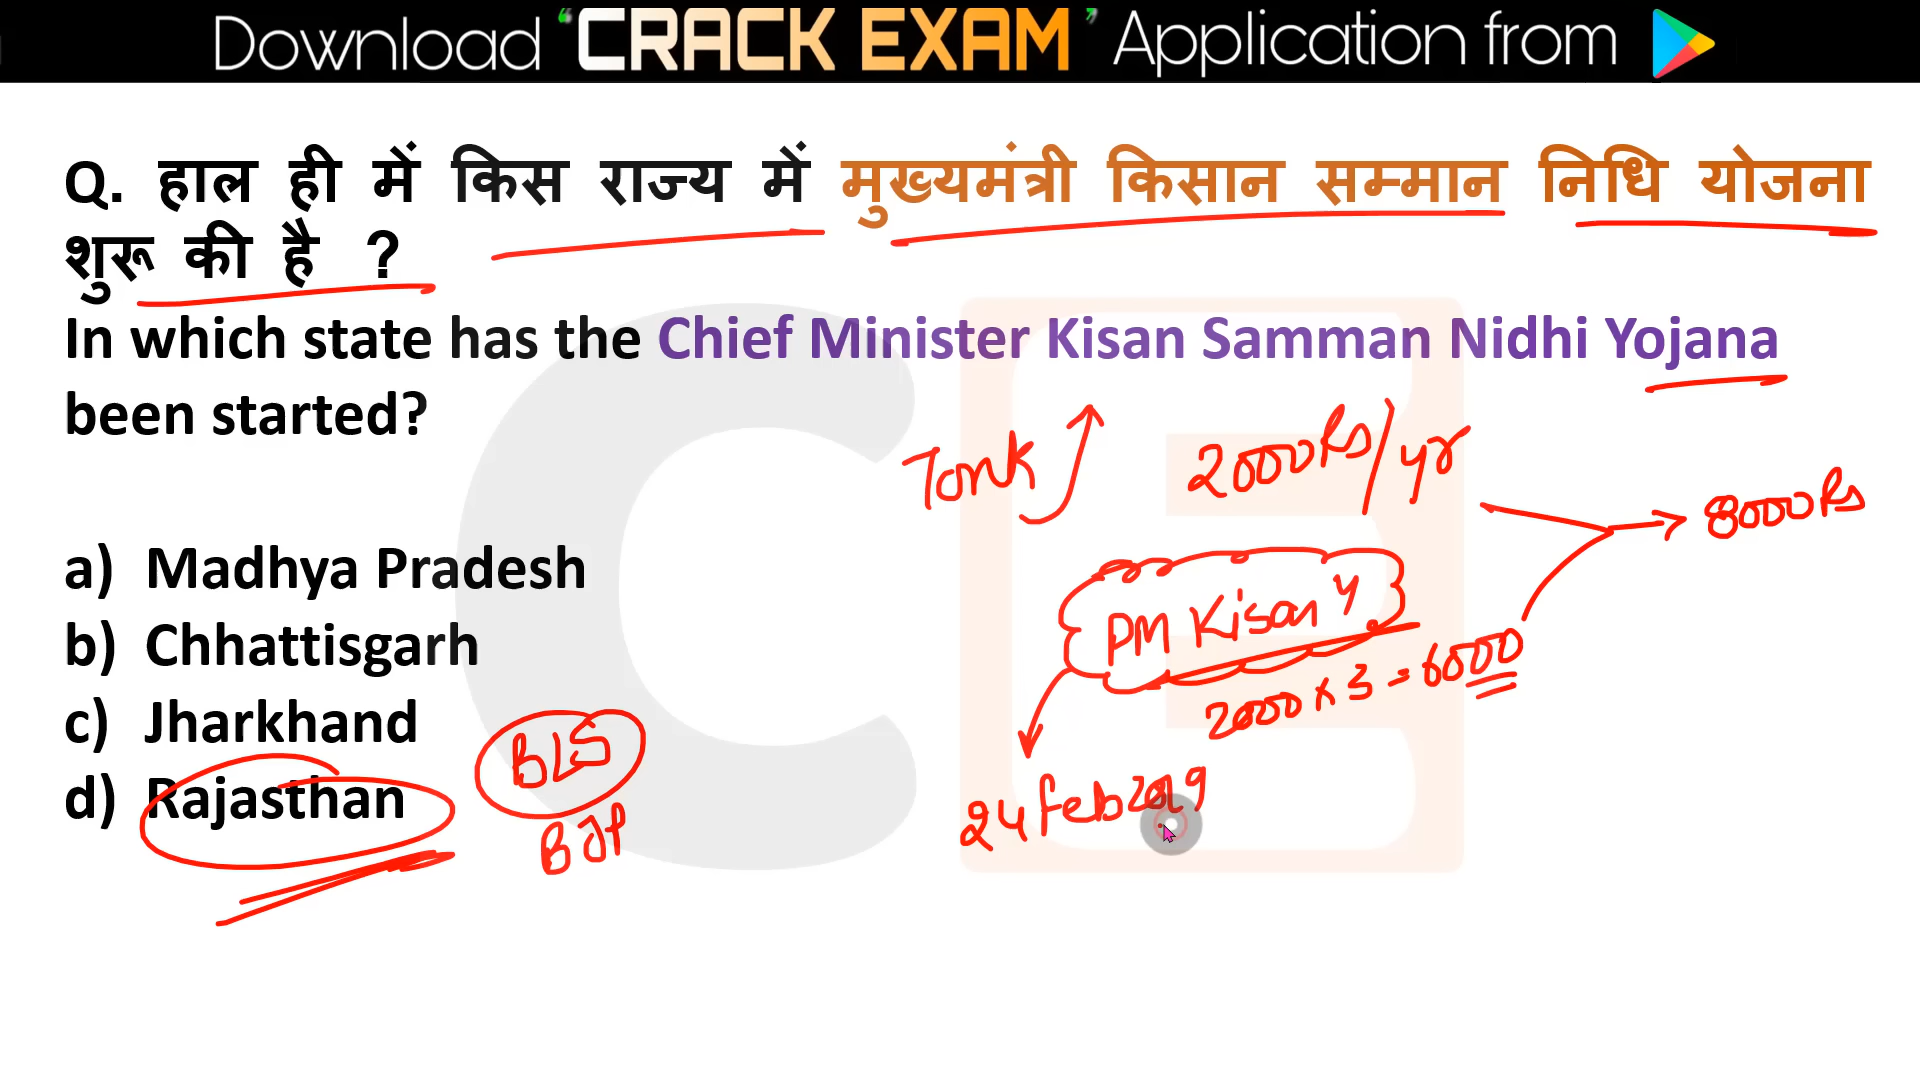 Download ‘CRACK EXAM’ Application from
Q. हाल ही में किस राज्य में मुख्यमंत्री किसान सम्मान निधि योजना
शुरू की है ?
In which state has the Chief Minister Kisan Samman Nidhi Yojana
been started?
Tonk
2000Rs/yr
8000Rs
a) Madhya Pradesh
PM Kisan Y
b) Chhattisgarh
2000 x 3 = 6000
c) Jharkhand
BLS
d) Rajasthan
BJP
24 Feb 2019